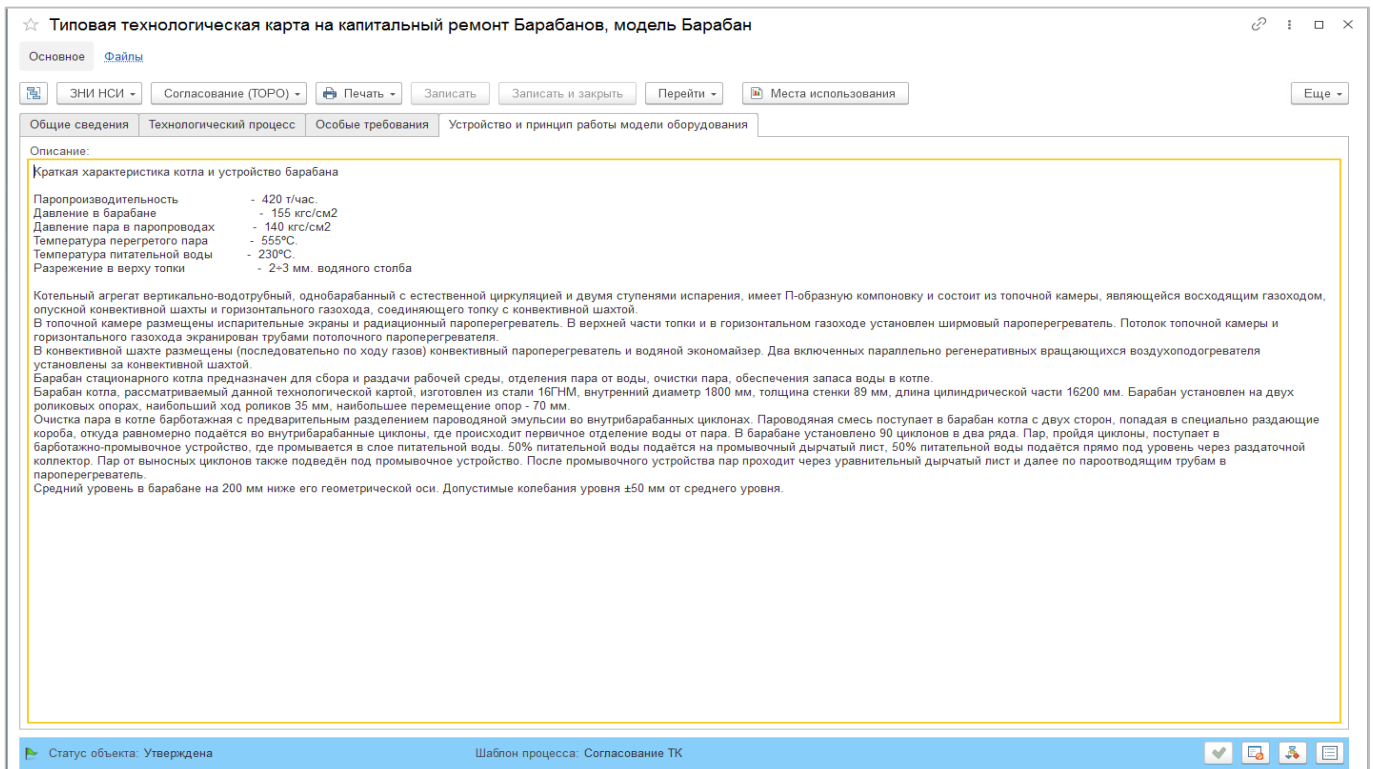 Типовая технологическая карта на капитальный ремонт Барабанов, модель Барабан
Основное Файлы
ЗНИ НСИ Согласование (ТОРО) Печать Записать Записать и закрыть Перейти Места использования Еще
Общие сведения Технологический процесс Особые требования Устройство и принцип работы модели оборудования
Описание:
Краткая характеристика котла и устройство барабана
Паропроизводительность - 420 т/час.
Давление в барабане - 155 кгс/см2
Давление пара в паропроводах - 140 кгс/см2
Температура перегретого пара - 555ºС.
Температура питательной воды - 230ºС.
Разрежение в верху топки - 2÷3 мм. водяного столба
Котельный агрегат вертикально-водотрубный, однобарабанный с естественной циркуляцией и двумя ступенями испарения, имеет П-образную компоновку и состоит из топочной камеры, являющейся восходящим газоходом,
опускной конвективной шахты и горизонтального газохода, соединяющего топку с конвективной шахтой.
В топочной камере размещены испарительные экраны и радиационный пароперегреватель. В верхней части топки и в горизонтальном газоходе установлен ширмовый пароперегреватель. Потолок топочной камеры и
горизонтального газохода экранирован трубами потолочного пароперегревателя.
В конвективной шахте размещены (последовательно по ходу газов) конвективный пароперегреватель и водяной экономайзер. Два включенных параллельно регенеративных вращающихся воздухоподогревателя
установлены за конвективной шахтой.
Барабан стационарного котла предназначен для сбора и раздачи рабочей среды, отделения пара от воды, очистки пара, обеспечения запаса воды в котле.
Барабан котла, рассматриваемый данной технологической картой, изготовлен из стали 16ГНМ, внутренний диаметр 1800 мм, толщина стенки 89 мм, длина цилиндрической части 16200 мм. Барабан установлен на двух
роликовых опорах, наибольший ход роликов 35 мм, наибольшее перемещение опор - 70 мм.
Очистка пара в котле барботажная с предварительным разделением пароводяной эмульсии во внутрибарабанных циклонах. Пароводяная смесь поступает в барабан котла с двух сторон, попадая в специально раздающие
короба, откуда равномерно подаётся во внутрибарабанные циклоны, где происходит первичное отделение воды от пара. В барабане установлено 90 циклонов в два ряда. Пар, пройдя циклоны, поступает в
барботажно-промывочное устройство, где промывается в слое питательной воды. 50% питательной воды подаётся на промывочный дырчатый лист, 50% питательной воды подаётся прямо под уровень через раздаточной
коллектор. Пар от выносных циклонов также подведён под промывочное устройство. После промывочного устройства пар проходит через уравнительный дырчатый лист и далее по пароотводящим трубам в
пароперегреватель.
Средний уровень в барабане на 200 мм ниже его геометрической оси. Допустимые колебания уровня ±50 мм от среднего уровня.
Статус объекта: Утверждена Шаблон процесса: Согласование ТК